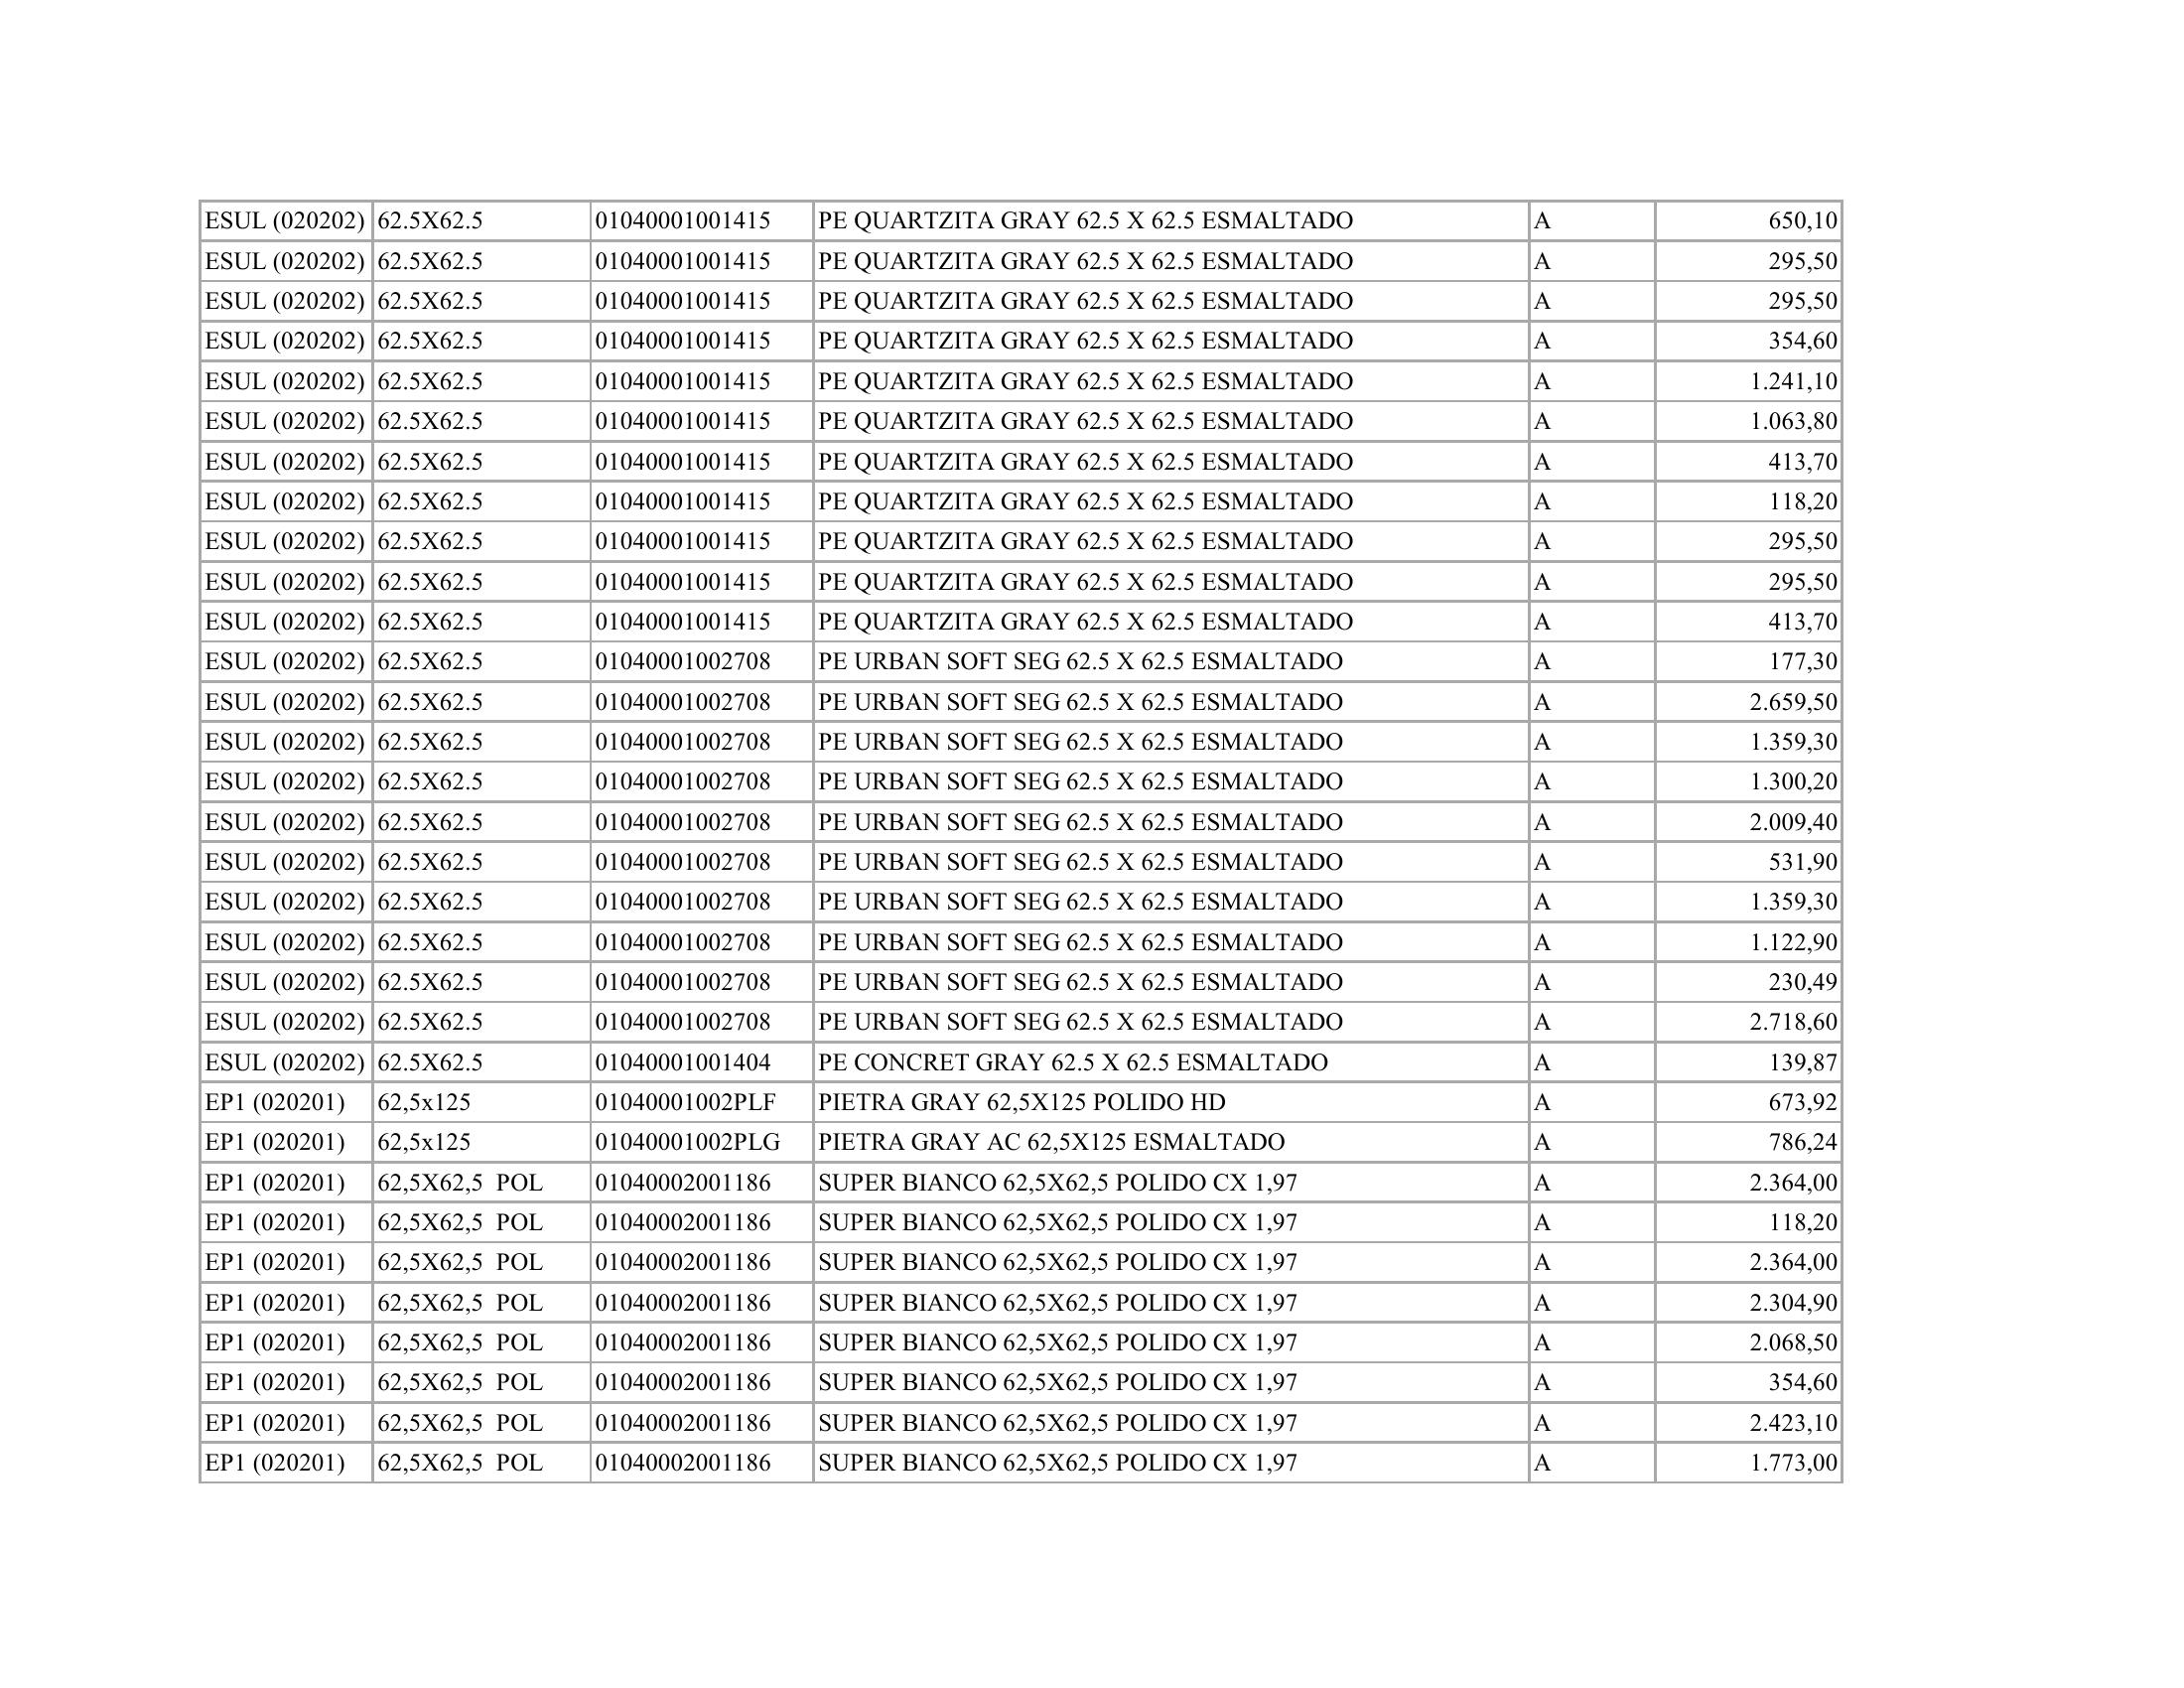 ESUL (020202) 62.5X62.5 01040001001415 PE QUARTZITA GRAY 62.5 X 62.5 ESMALTADO A 650,10
ESUL (020202) 62.5X62.5 01040001001415 PE QUARTZITA GRAY 62.5 X 62.5 ESMALTADO A 295,50
ESUL (020202) 62.5X62.5 01040001001415 PE QUARTZITA GRAY 62.5 X 62.5 ESMALTADO A 295,50
ESUL (020202) 62.5X62.5 01040001001415 PE QUARTZITA GRAY 62.5 X 62.5 ESMALTADO A 354,60
ESUL (020202) 62.5X62.5 01040001001415 PE QUARTZITA GRAY 62.5 X 62.5 ESMALTADO A 1.241,10
ESUL (020202) 62.5X62.5 01040001001415 PE QUARTZITA GRAY 62.5 X 62.5 ESMALTADO A 1.063,80
ESUL (020202) 62.5X62.5 01040001001415 PE QUARTZITA GRAY 62.5 X 62.5 ESMALTADO A 413,70
ESUL (020202) 62.5X62.5 01040001001415 PE QUARTZITA GRAY 62.5 X 62.5 ESMALTADO A 118,20
ESUL (020202) 62.5X62.5 01040001001415 PE QUARTZITA GRAY 62.5 X 62.5 ESMALTADO A 295,50
ESUL (020202) 62.5X62.5 01040001001415 PE QUARTZITA GRAY 62.5 X 62.5 ESMALTADO A 295,50
ESUL (020202) 62.5X62.5 01040001001415 PE QUARTZITA GRAY 62.5 X 62.5 ESMALTADO A 413,70
ESUL (020202) 62.5X62.5 01040001002708 PE URBAN SOFT SEG 62.5 X 62.5 ESMALTADO A 177,30
ESUL (020202) 62.5X62.5 01040001002708 PE URBAN SOFT SEG 62.5 X 62.5 ESMALTADO A 2.659,50
ESUL (020202) 62.5X62.5 01040001002708 PE URBAN SOFT SEG 62.5 X 62.5 ESMALTADO A 1.359,30
ESUL (020202) 62.5X62.5 01040001002708 PE URBAN SOFT SEG 62.5 X 62.5 ESMALTADO A 1.300,20
ESUL (020202) 62.5X62.5 01040001002708 PE URBAN SOFT SEG 62.5 X 62.5 ESMALTADO A 2.009,40
ESUL (020202) 62.5X62.5 01040001002708 PE URBAN SOFT SEG 62.5 X 62.5 ESMALTADO A 531,90
ESUL (020202) 62.5X62.5 01040001002708 PE URBAN SOFT SEG 62.5 X 62.5 ESMALTADO A 1.359,30
ESUL (020202) 62.5X62.5 01040001002708 PE URBAN SOFT SEG 62.5 X 62.5 ESMALTADO A 1.122,90
ESUL (020202) 62.5X62.5 01040001002708 PE URBAN SOFT SEG 62.5 X 62.5 ESMALTADO A 230,49
ESUL (020202) 62.5X62.5 01040001002708 PE URBAN SOFT SEG 62.5 X 62.5 ESMALTADO A 2.718,60
ESUL (020202) 62.5X62.5 01040001001404 PE CONCRET GRAY 62.5 X 62.5 ESMALTADO A 139,87
EP1 (020201) 62,5x125 01040001002PLF PIETRA GRAY 62,5X125 POLIDO HD A 673,92
EP1 (020201) 62,5x125 01040001002PLG PIETRA GRAY AC 62,5X125 ESMALTADO A 786,24
EP1 (020201) 62,5X62,5 POL 01040002001186 SUPER BIANCO 62,5X62,5 POLIDO CX 1,97 A 2.364,00
EP1 (020201) 62,5X62,5 POL 01040002001186 SUPER BIANCO 62,5X62,5 POLIDO CX 1,97 A 118,20
EP1 (020201) 62,5X62,5 POL 01040002001186 SUPER BIANCO 62,5X62,5 POLIDO CX 1,97 A 2.364,00
EP1 (020201) 62,5X62,5 POL 01040002001186 SUPER BIANCO 62,5X62,5 POLIDO CX 1,97 A 2.304,90
EP1 (020201) 62,5X62,5 POL 01040002001186 SUPER BIANCO 62,5X62,5 POLIDO CX 1,97 A 2.068,50
EP1 (020201) 62,5X62,5 POL 01040002001186 SUPER BIANCO 62,5X62,5 POLIDO CX 1,97 A 354,60
EP1 (020201) 62,5X62,5 POL 01040002001186 SUPER BIANCO 62,5X62,5 POLIDO CX 1,97 A 2.423,10
EP1 (020201) 62,5X62,5 POL 01040002001186 SUPER BIANCO 62,5X62,5 POLIDO CX 1,97 A 1.773,00